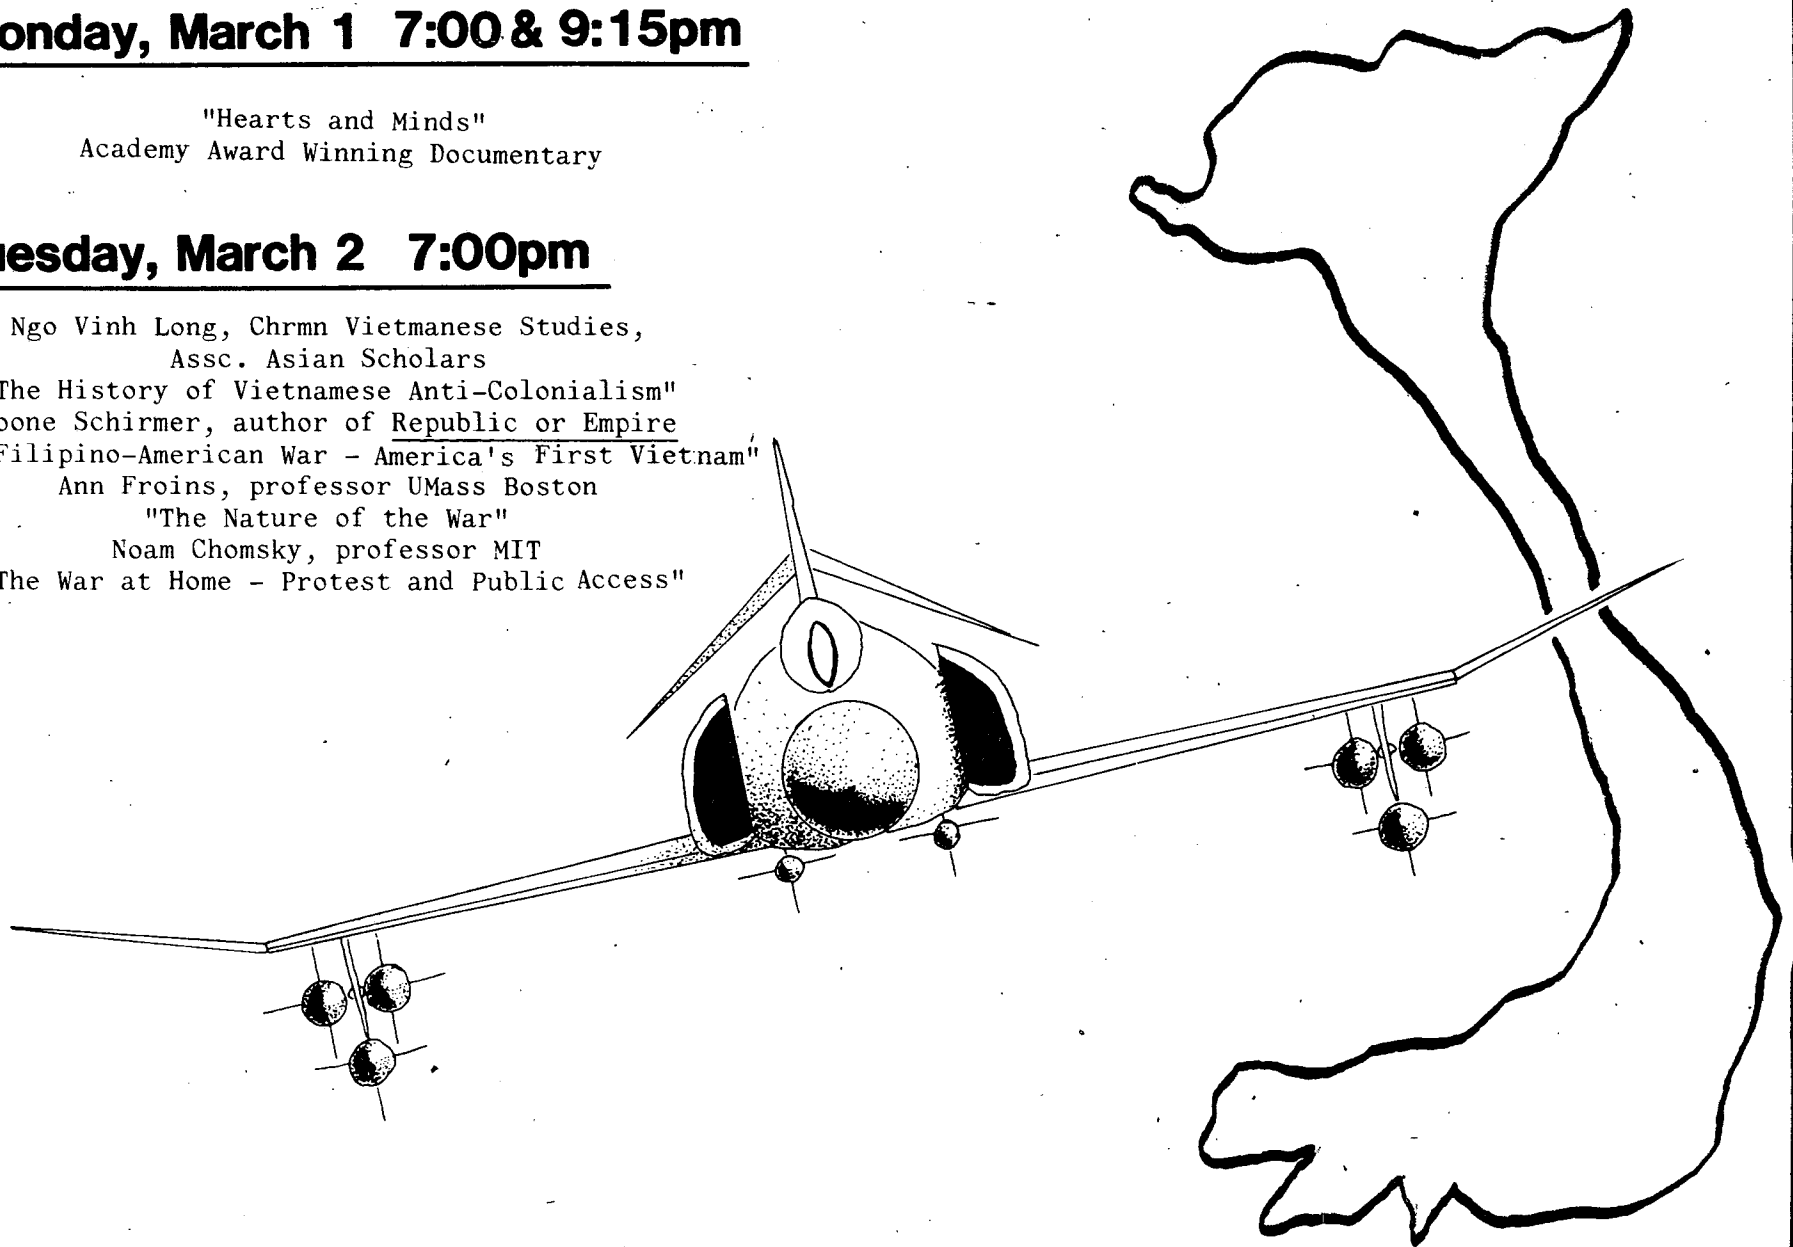 onday, March 1 7:00 & 9:15pm
"Hearts and Minds"
Academy Award Winning Documentary
uesday, March 2 7:00pm
Ngo Vinh Long, Chrmn Vietmanese Studies,
Assc. Asian Scholars
The History of Vietnamese Anti-Colonialism"
oone Schirmer, author of Republic or Empire
Filipino-American War - America's First Vietnam"
Ann Froins, professor UMass Boston
"The Nature of the War"
Noam Chomsky, professor MIT
The War at Home - Protest and Public Access"